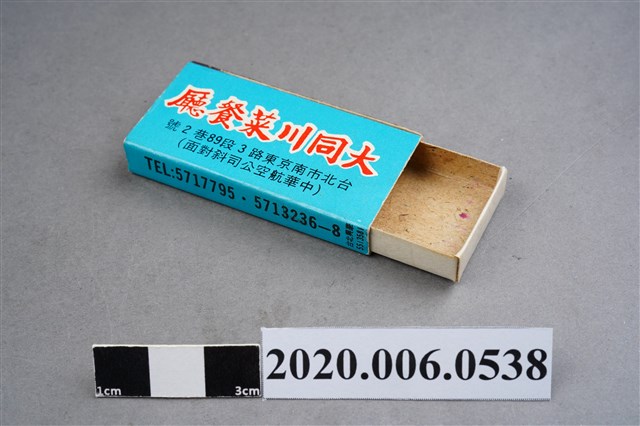 大同川菜餐廳
台北市南京東路3段89巷2號
(中華航空公司斜對面)
TEL:5717795・5713236—8
1cm
3cm
2020.006.0538